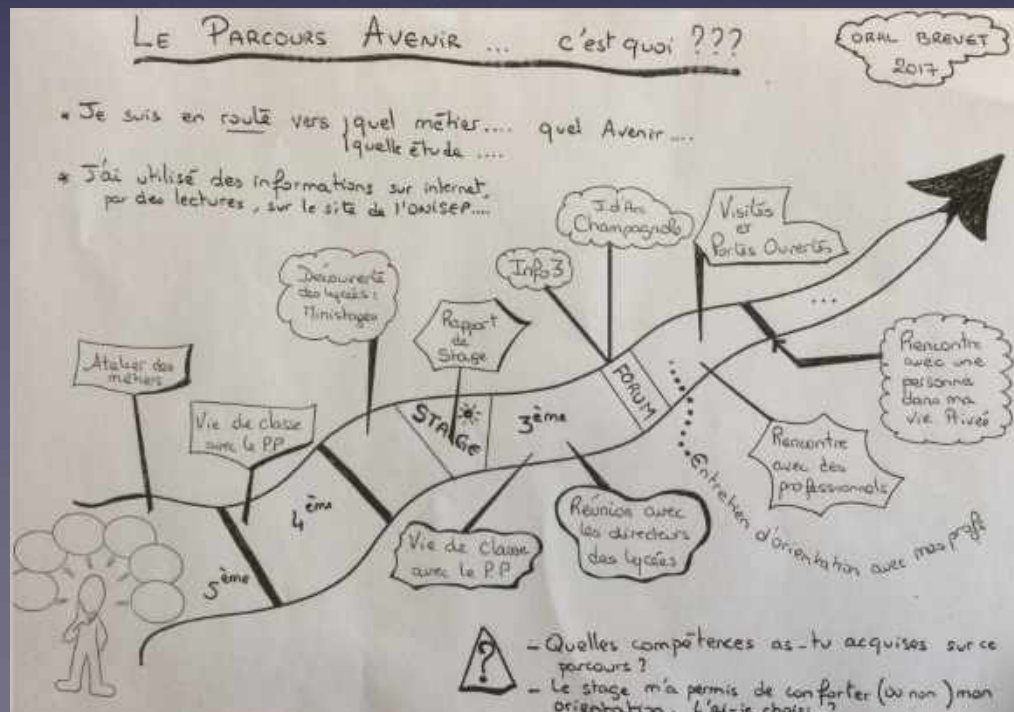 LE PARCOURS AVENIR ... c'est quoi ???
ORAL BREVET
2017
* Je suis en route vers quel métier.... quel Avenir ....
quelle étude ....
* J'ai utilisé des informations sur internet,
par des lectures, sur le site de l'ONISEP....
Atelier des
métiers
Vie de classe
avec le PP
Découverte
des lycées :
Ministages
Rapport
de
Stage
Info3
J. d'Arc
Champagnole
Visites
et
Portes Ouvertes
Rencontre
avec une
personne
dans ma
vie Privée
Rencontre
avec des
professionnels
Entretien d'orientation avec mes profs
Réunion avec
les directeurs
des lycées
Vie de classe
avec le P.P
5ème
4ème
STAGE
3ème
FORUM
...
?
- Quelles compétences as-tu acquises sur ce
parcours ?
- Le stage m'a permis de conforter (ou non) mon
orientation. L'ai-je choisi ?